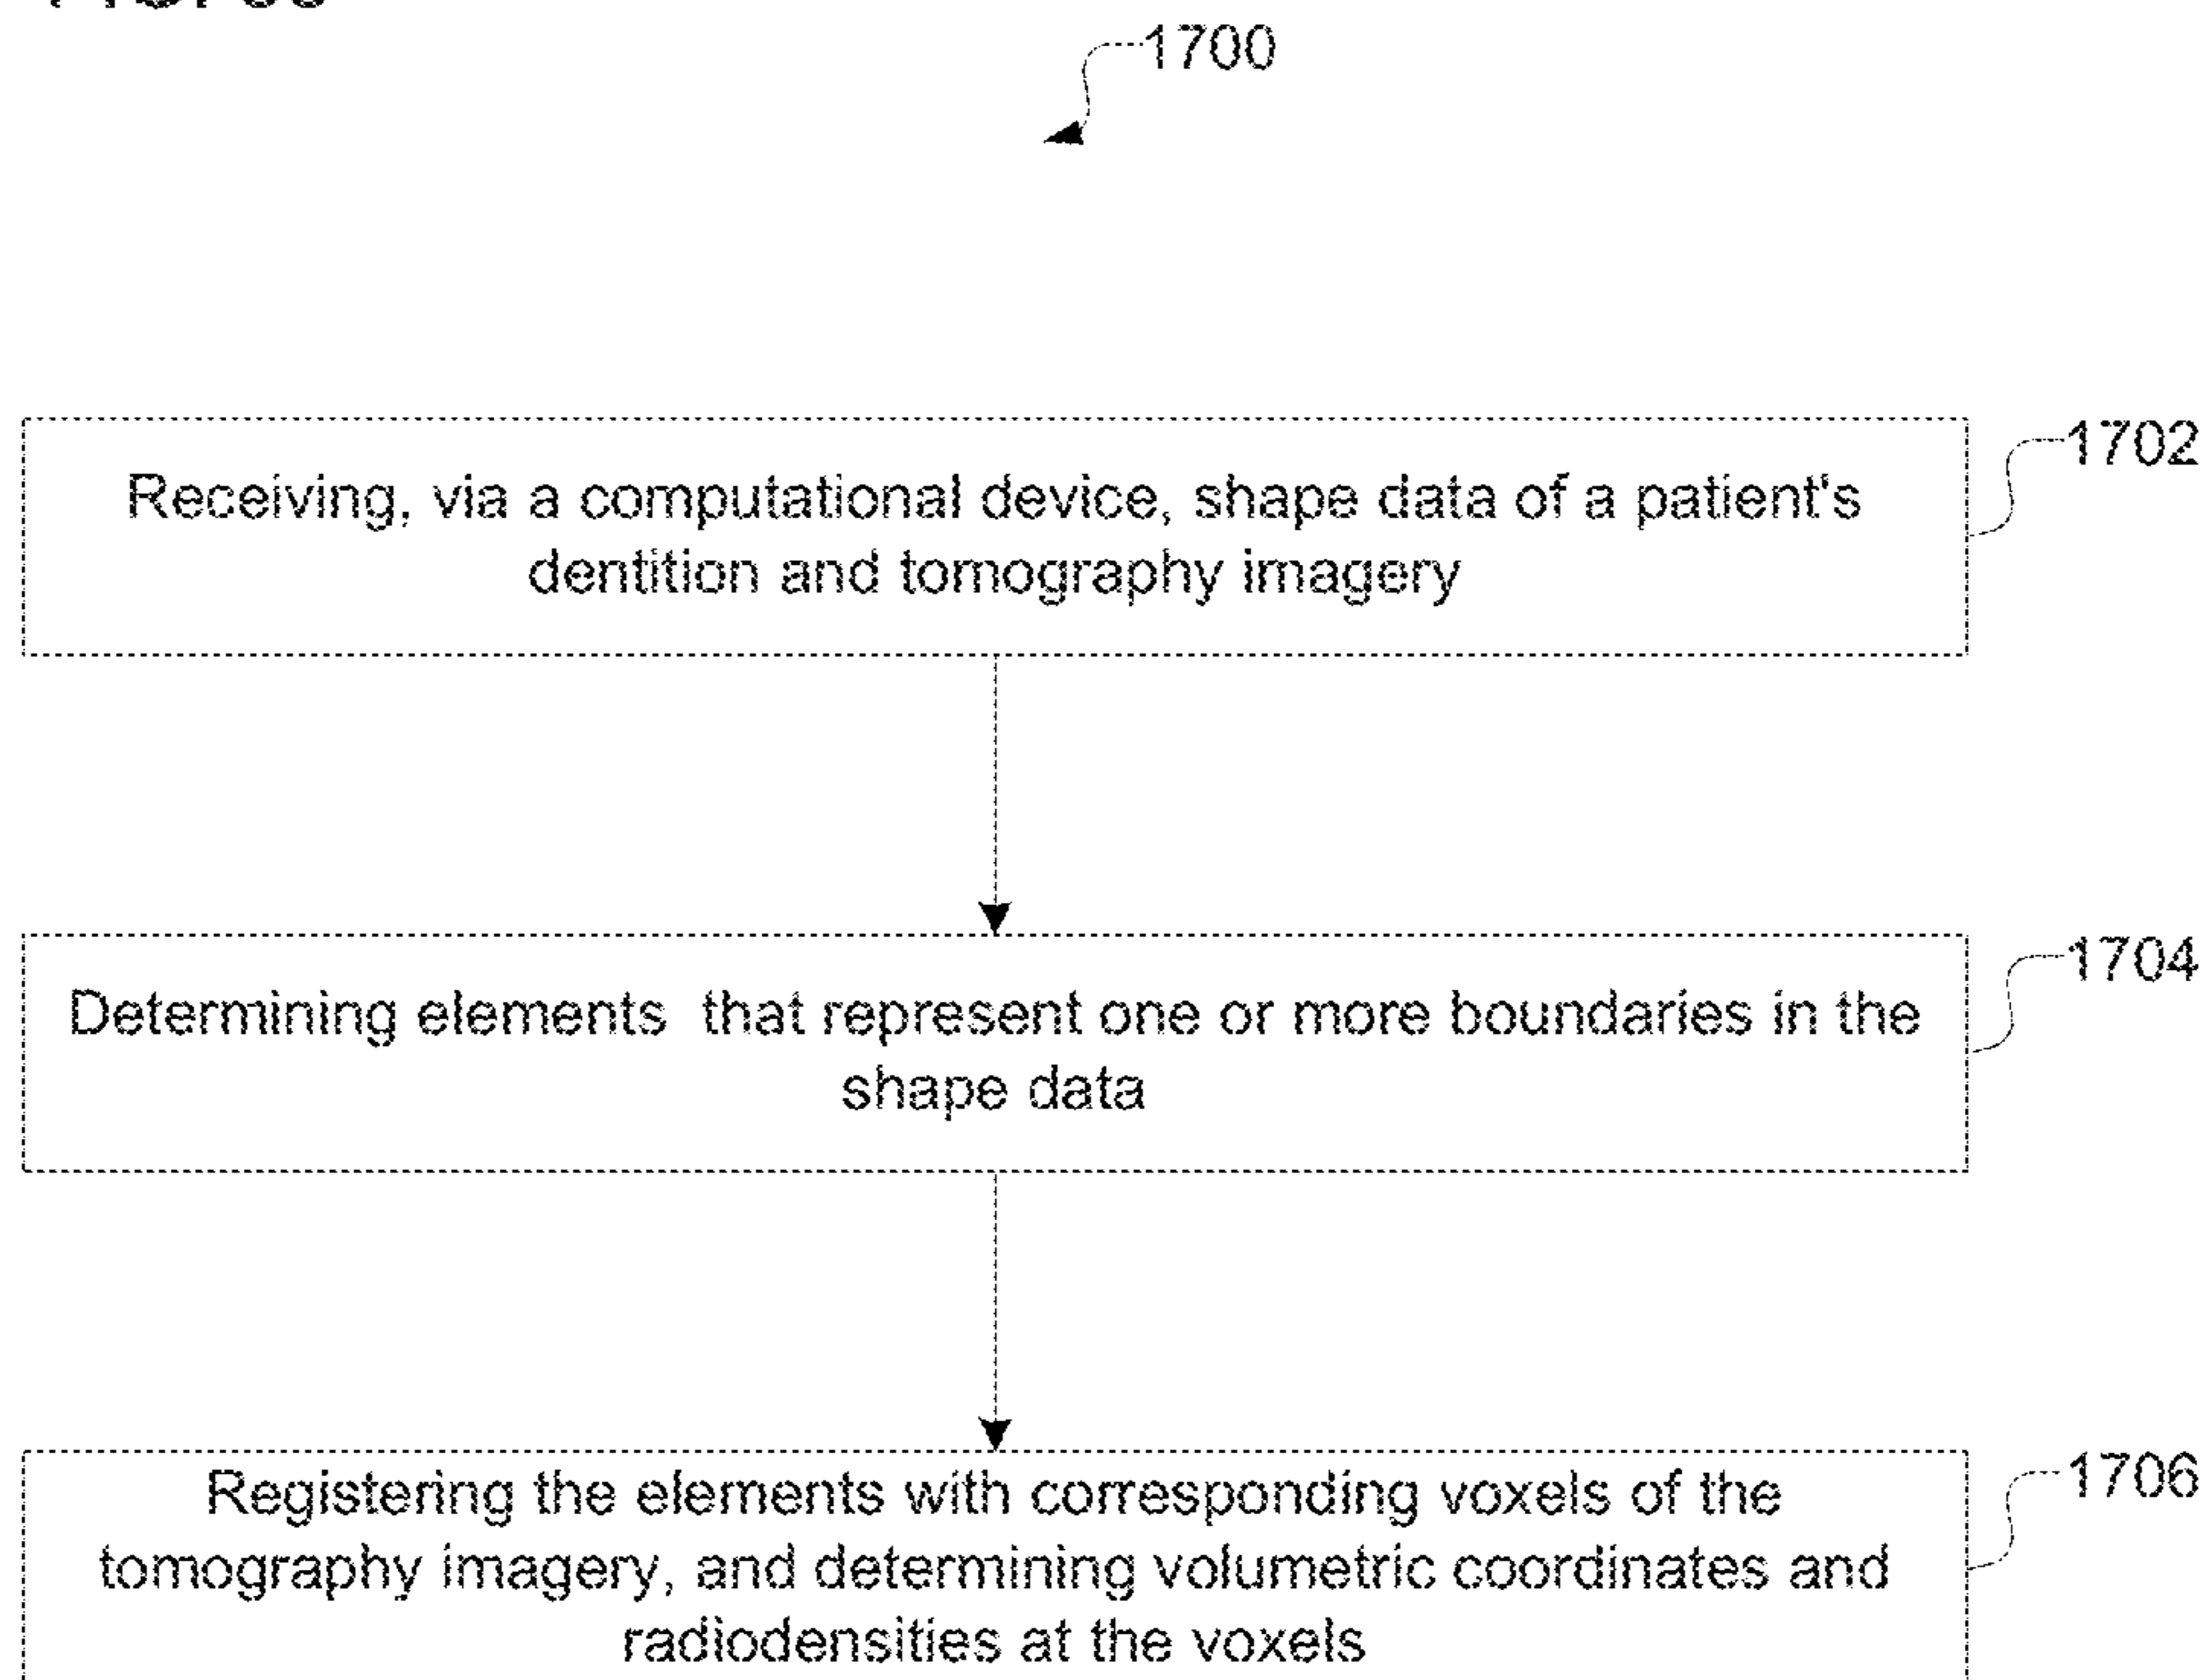 1700
1702
Receiving, via a computational device, shape data of a patient's
dentition and tomography imagery
1704
Determining elements that represent one or more boundaries in the
shape data
1706
Registering the elements with corresponding voxels of the
tomography imagery, and determining volumetric coordinates and
radiodensities at the voxels